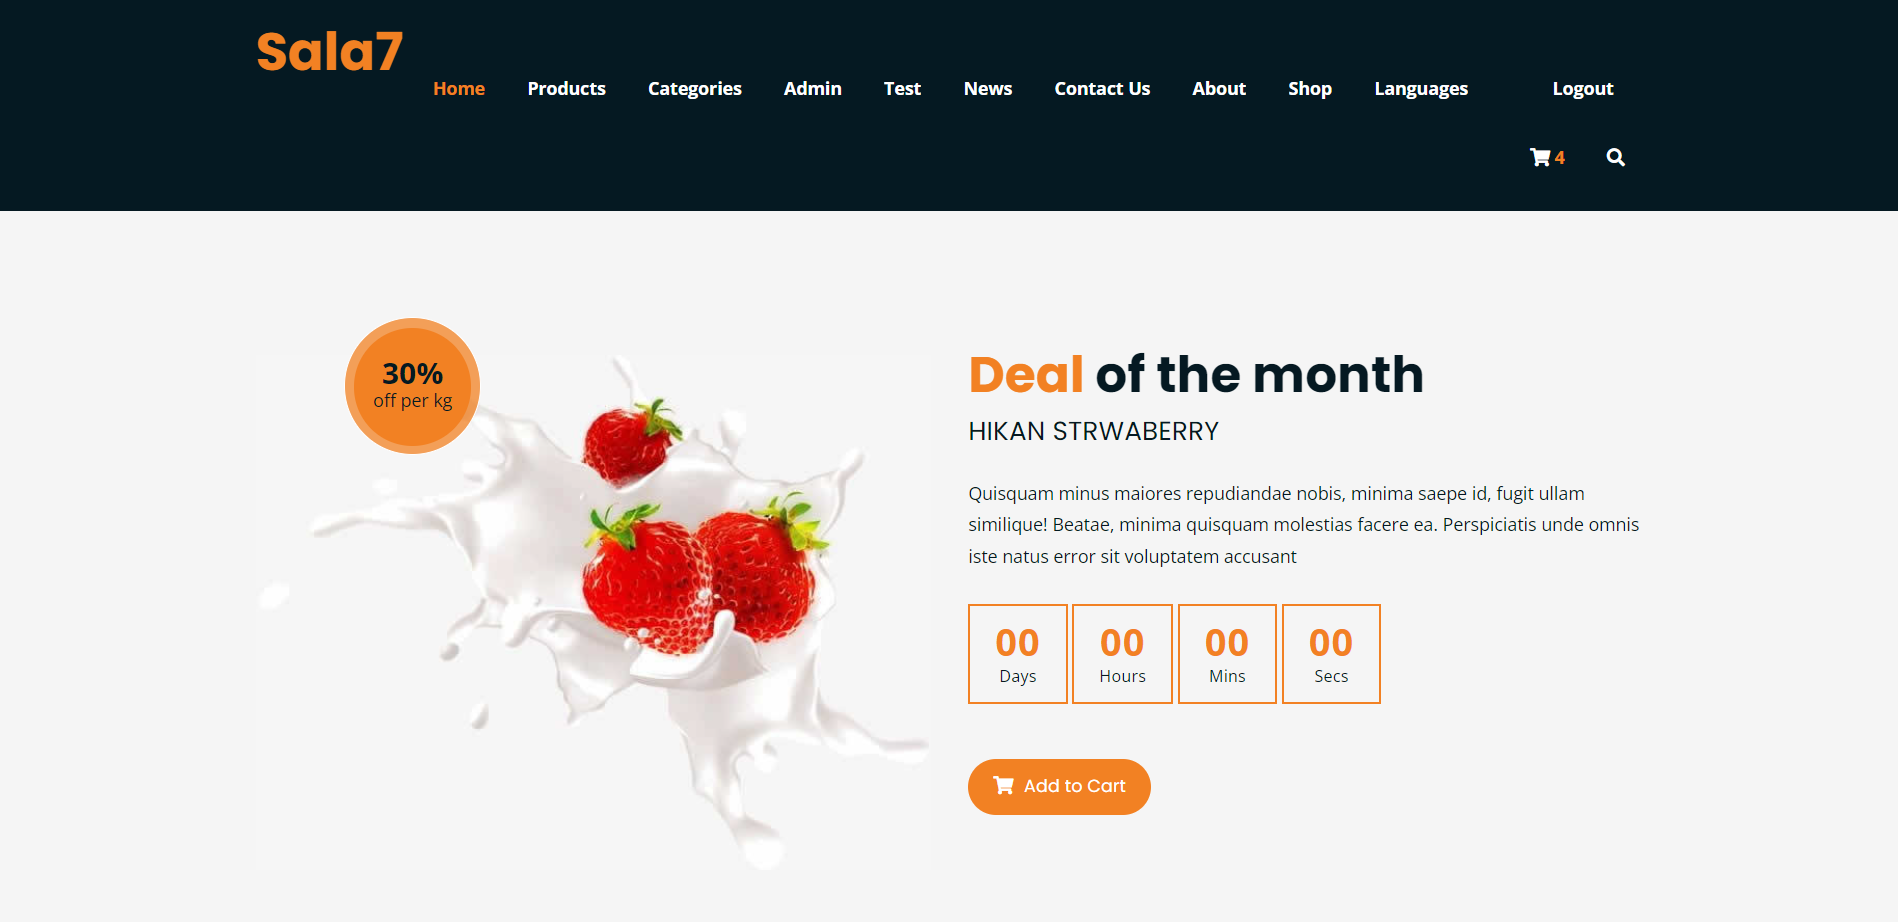 Sala7
Home Products Categories Admin Test News Contact Us About Shop Languages Logout
4
30%
off per kg
Deal of the month
HIKAN STRWABERRY
Quisquam minus maiores repudiandae nobis, minima saepe id, fugit ullam
similique! Beatae, minima quisquam molestias facere ea. Perspiciatis unde omnis
iste natus error sit voluptatem accusant
00 00 00 00
Days Hours Mins Secs
Add to Cart